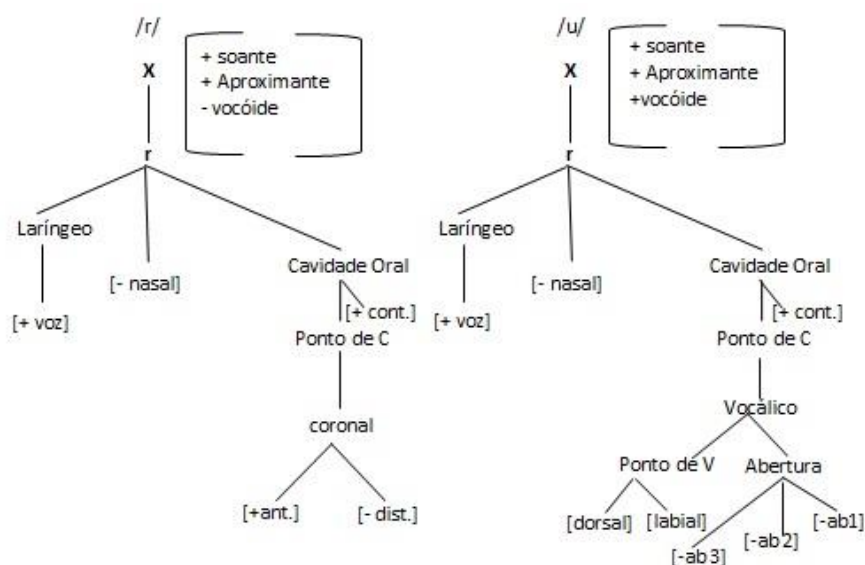 /r/
X
+ soante
+ Aproximante
- vocóide
r
Laríngeo
[- nasal]
Cavidade Oral
[+ voz]
[+ cont.]
Ponto de C
coronal
[+ant.]
[- dist.]
/u/
X
+ soante
+ Aproximante
+vocóide
r
Laríngeo
[- nasal]
Cavidade Oral
[+ voz]
[+ cont.]
Ponto de C
Vocálico
Ponto de V
Abertura
[dorsal]
[labial]
[-ab3]
[-ab2]
[-ab1]